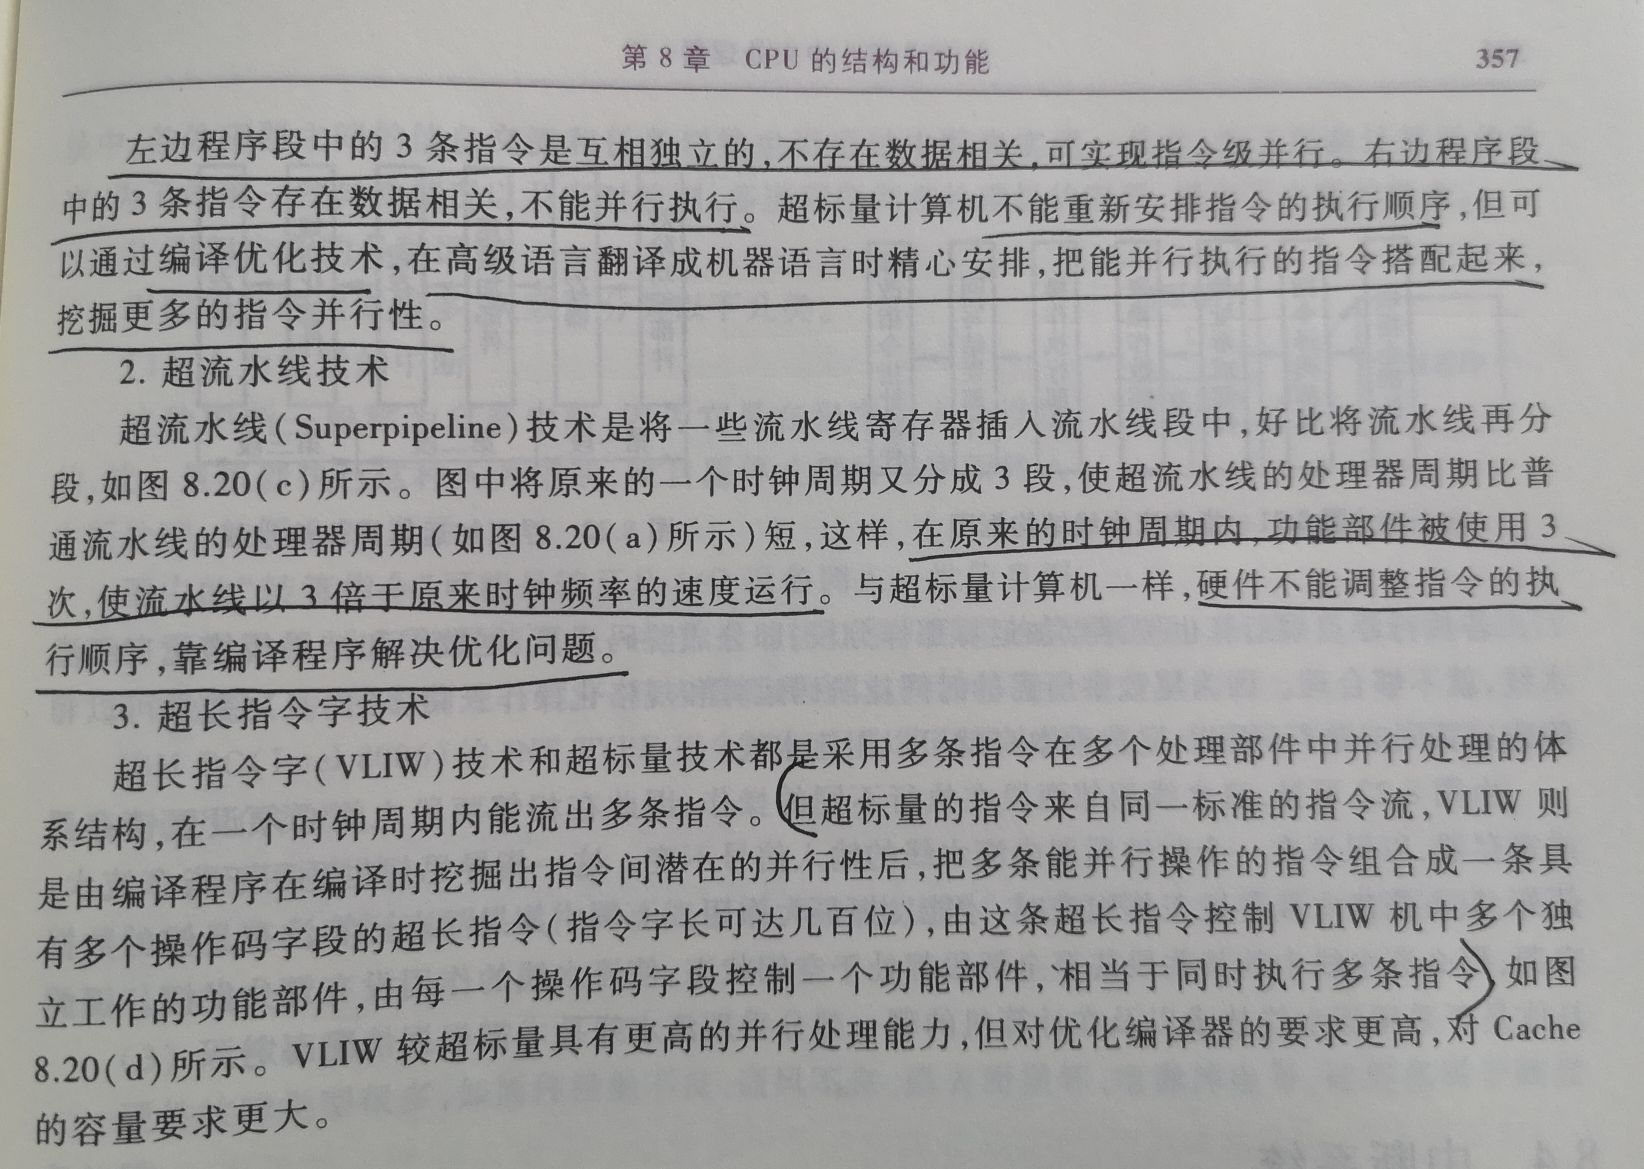 第 8 章 CPU 的结构和功能 357
左边程序段中的 3 条指令是互相独立的,不存在数据相关,可实现指令级并行。右边程序段
中的 3 条指令存在数据相关,不能并行执行。超标量计算机不能重新安排指令的执行顺序,但可
以通过编译优化技术,在高级语言翻译成机器语言时精心安排,把能并行执行的指令搭配起来,
挖掘更多的指令并行性。
2. 超流水线技术
超流水线(Superpipeline)技术是将一些流水线寄存器插入流水线段中,好比将流水线再分
段,如图 8.20(c)所示。图中将原来的一个时钟周期又分成 3 段,使超流水线的处理器周期比普
通流水线的处理器周期(如图 8.20(a)所示)短,这样,在原来的时钟周期内,功能部件被使用 3
次,使流水线以 3 倍于原来时钟频率的速度运行。与超标量计算机一样,硬件不能调整指令的执
行顺序,靠编译程序解决优化问题。
3. 超长指令字技术
超长指令字(VLIW)技术和超标量技术都是采用多条指令在多个处理部件中并行处理的体
系结构,在一个时钟周期内能流出多条指令。但超标量的指令来自同一标准的指令流,VLIW 则
是由编译程序在编译时挖掘出指令间潜在的并行性后,把多条能并行操作的指令组合成一条具
有多个操作码字段的超长指令(指令字长可达几百位),由这条超长指令控制 VLIW 机中多个独
立工作的功能部件,由每一个操作码字段控制一个功能部件,相当于同时执行多条指令,如图
8.20(d)所示。VLIW 较超标量具有更高的并行处理能力,但对优化编译器的要求更高,对 Cache
的容量要求更大。